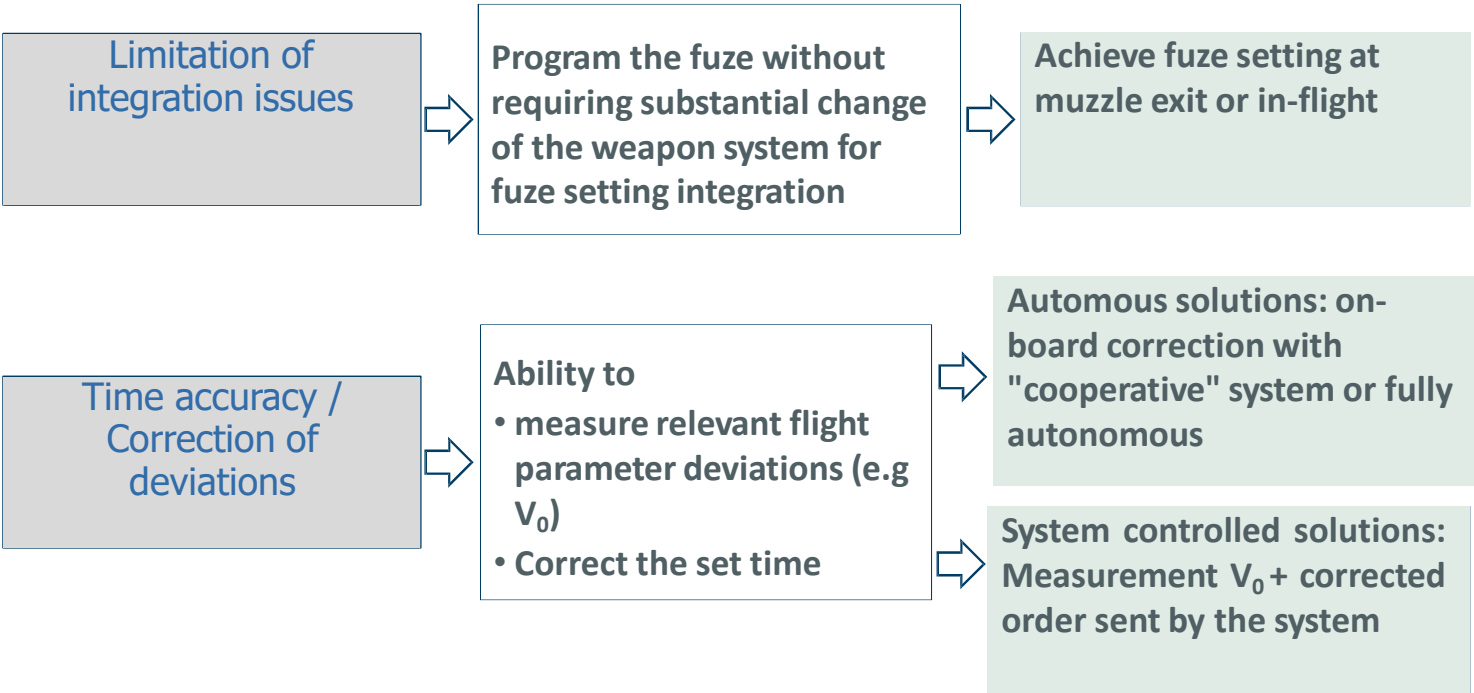 Limitation of
integration issues
Program the fuze without
requiring substantial change
of the weapon system for
fuze setting integration
Achieve fuze setting at
muzzle exit or in-flight
Time accuracy /
Correction of
deviations
Ability to
• measure relevant flight
parameter deviations (e.g
V₀)
• Correct the set time
Automous solutions: on-
board correction with
"cooperative" system or fully
autonomous
System controlled solutions:
Measurement V₀ + corrected
order sent by the system